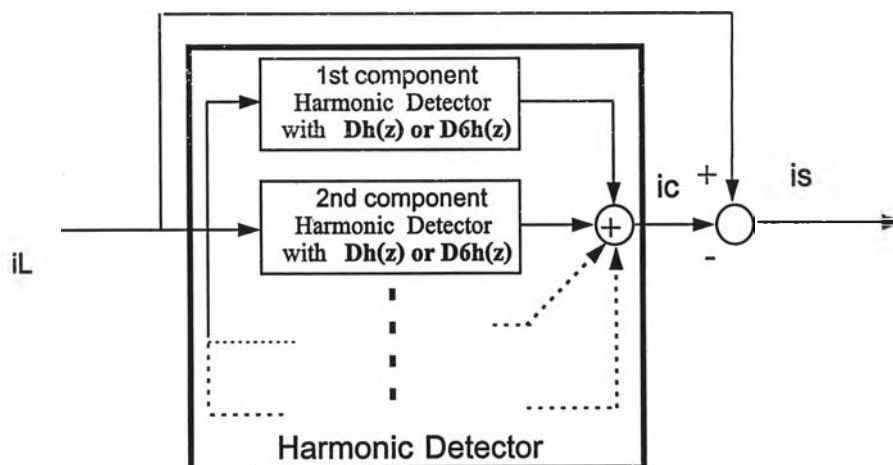 1st component
Harmonic Detector
with Dh(z) or D6h(z)
2nd component
Harmonic Detector
with Dh(z) or D6h(z)
iL
+
ic
+
-
is
Harmonic Detector